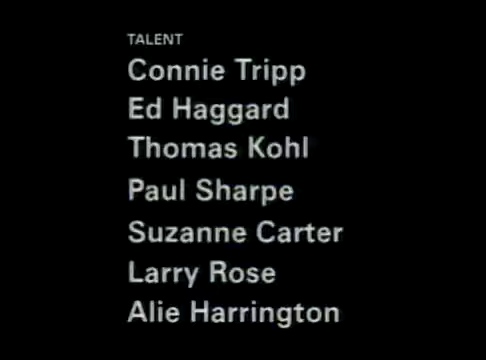 TALENT
Connie Tripp
Ed Haggard
Thomas Kohl
Paul Sharpe
Suzanne Carter
Larry Rose
Alie Harrington